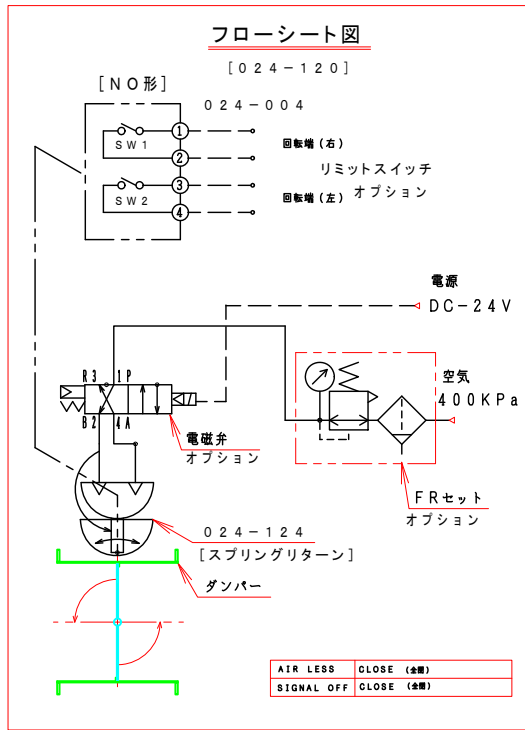 フローシート図
[024-120]
[NO形]
024-004
1
SW1
回転端(右)
2
リミットスイッチ
3
SW2
回転端(左)
オプション
4
電源
DC-24V
R3 1P
空気
400KPa
B2 4A
電磁弁
オプション
FRセット
オプション
024-124
[スプリングリターン]
ダンパー
AIR LESS CLOSE (全閉)
SIGNAL OFF CLOSE (全閉)